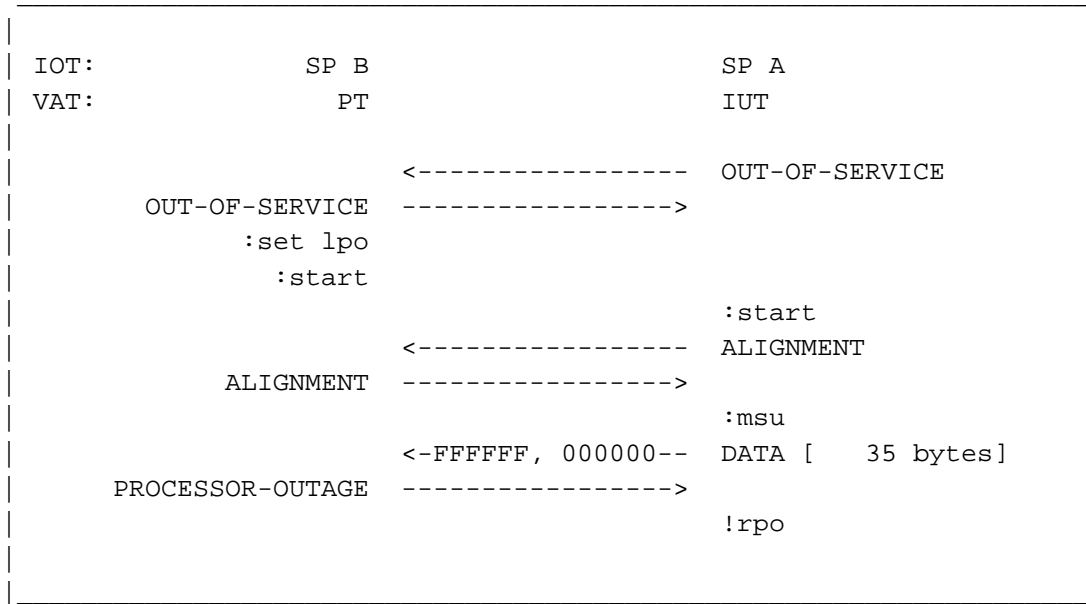 IOT: SP B SP A
VAT: PT IUT
<----------------- OUT-OF-SERVICE
OUT-OF-SERVICE ----------------->
:set lpo
:start
:start
<----------------- ALIGNMENT
ALIGNMENT ----------------->
:msu
<-FFFFFF, 000000-- DATA [ 35 bytes]
PROCESSOR-OUTAGE ----------------->
!rpo